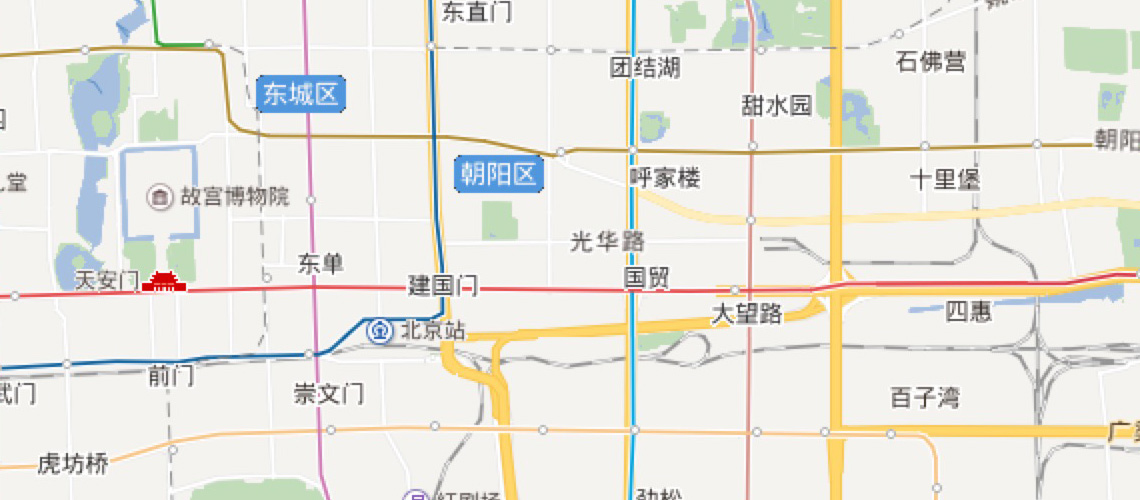 东直门
团结湖
石佛营
东城区
甜水园
朝阳
朝阳区
呼家楼
十里堡
故宫博物院
光华路
东单
天安门
建国门
国贸
大望路
四惠
北京站
前门
崇文门
百子湾
虎坊桥